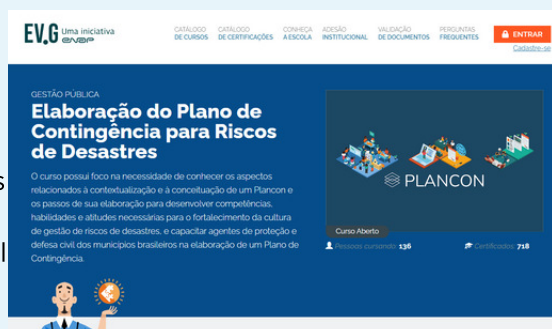 EV.G Uma iniciativa
enap
CATÁLOGO
DE CURSOS
CATÁLOGO
DE CERTIFICAÇÕES
CONHEÇA
A ESCOLA
ADESÃO
INSTITUCIONAL
VALIDAÇÃO
DE DOCUMENTOS
PERGUNTAS
FREQUENTES
ENTRAR
Cadastre-se
GESTÃO PÚBLICA
Elaboração do Plano de
Contingência para Riscos
de Desastres
O curso possui foco na necessidade de conhecer os aspectos
relacionados à contextualização e à conceituação de um Plancon e
os passos de sua elaboração para desenvolver competências,
habilidades e atitudes necessárias para o fortalecimento da cultura
de gestão de riscos de desastres, e capacitar agentes de proteção e
defesa civil dos municípios brasileiros na elaboração de um Plano de
Contingência.
PLANCON
Curso Aberto
Pessoas cursando: 136
Certificados: 718
s
l